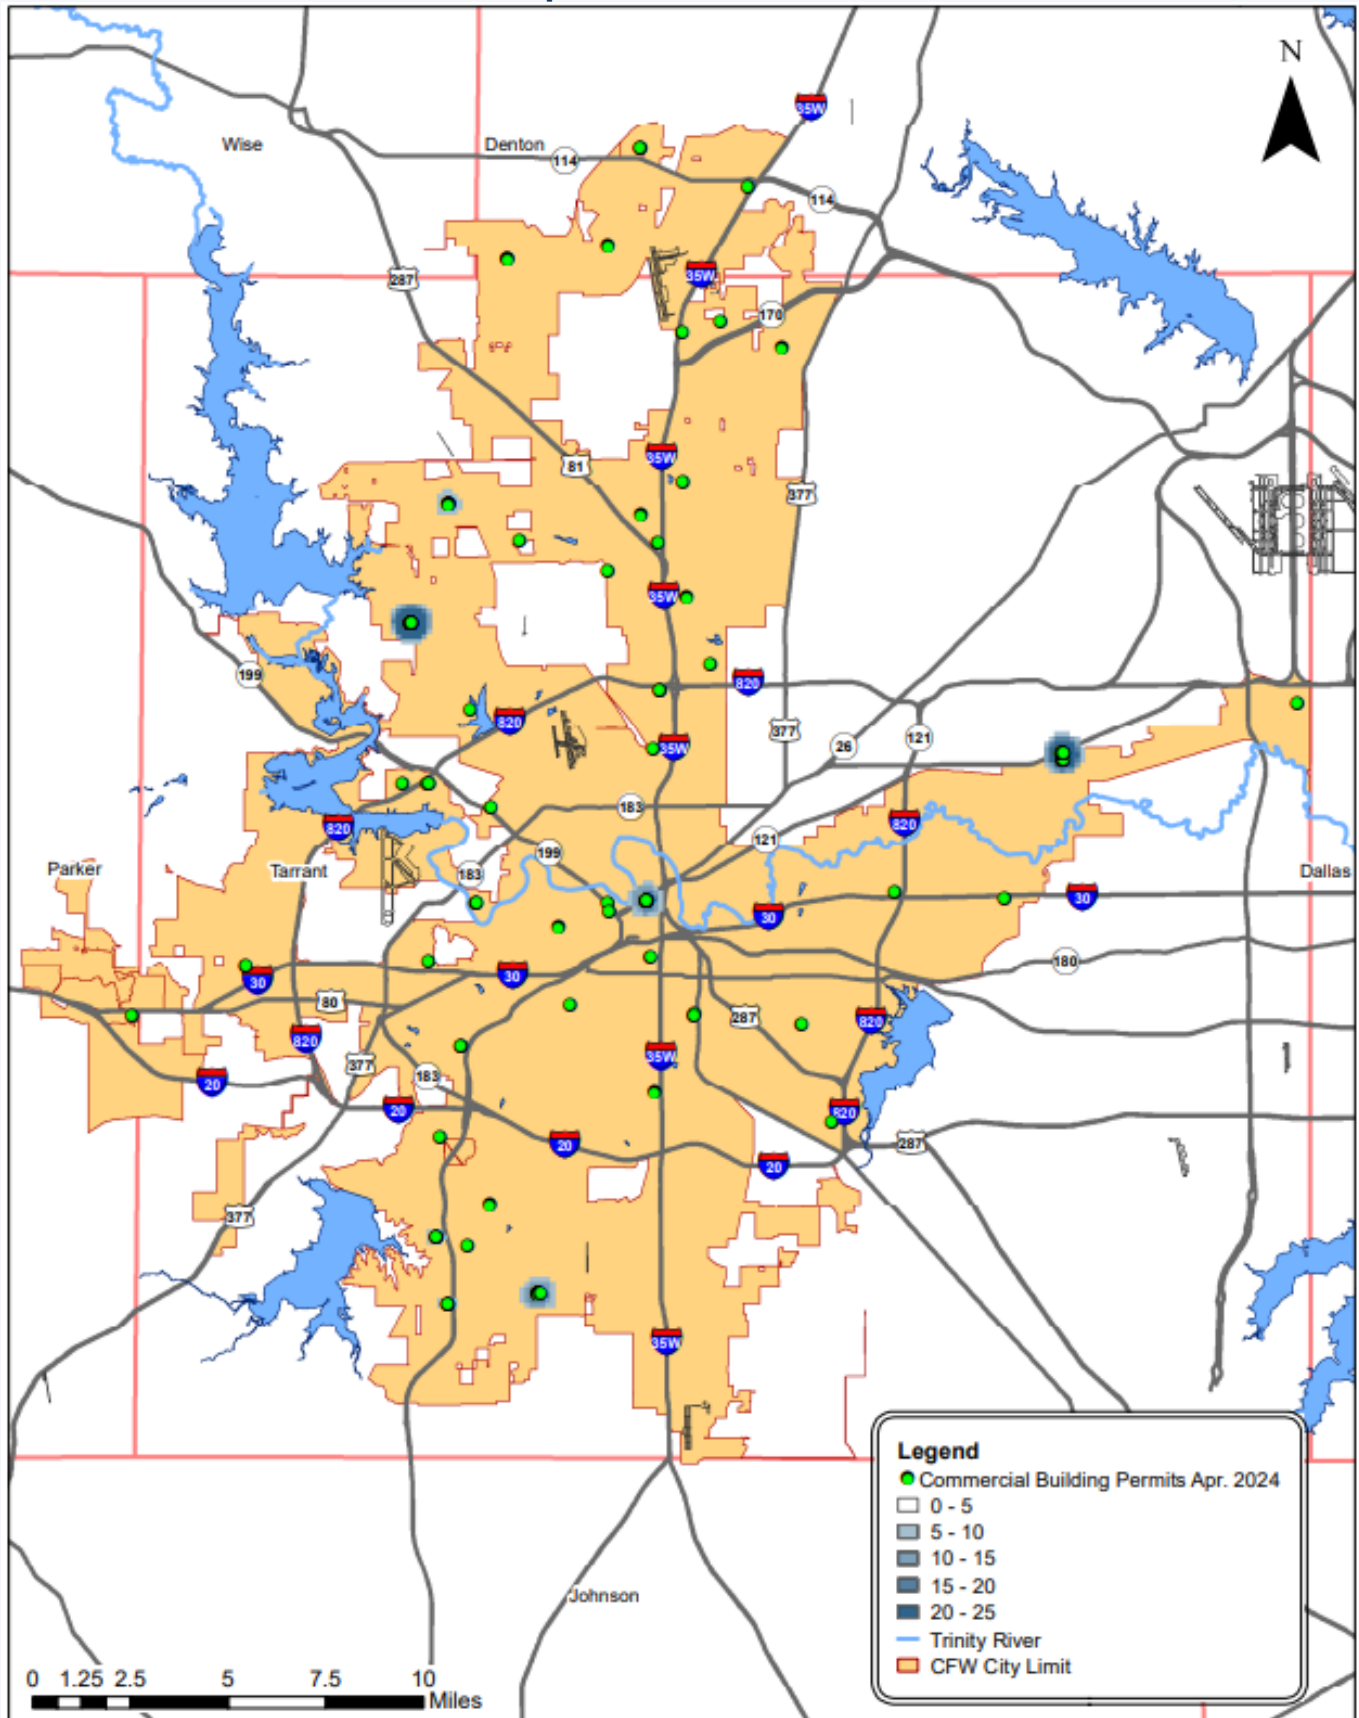 N
35W
Wise
Denton
114
114
287
35W
170
35W
81
377
35W
199
820
820
377
26
121
35W
183
820
820
121
199
Parker
Tarrant
183
Dallas
30
30
180
30
30
80
287
820
820
35W
377
183
20
20
820
20
287
20
377
35W
Legend
Commercial Building Permits Apr. 2024
0 - 5
5 - 10
10 - 15
15 - 20
20 - 25
Trinity River
CFW City Limit
Johnson
0 1.25 2.5 5 7.5 10
Miles